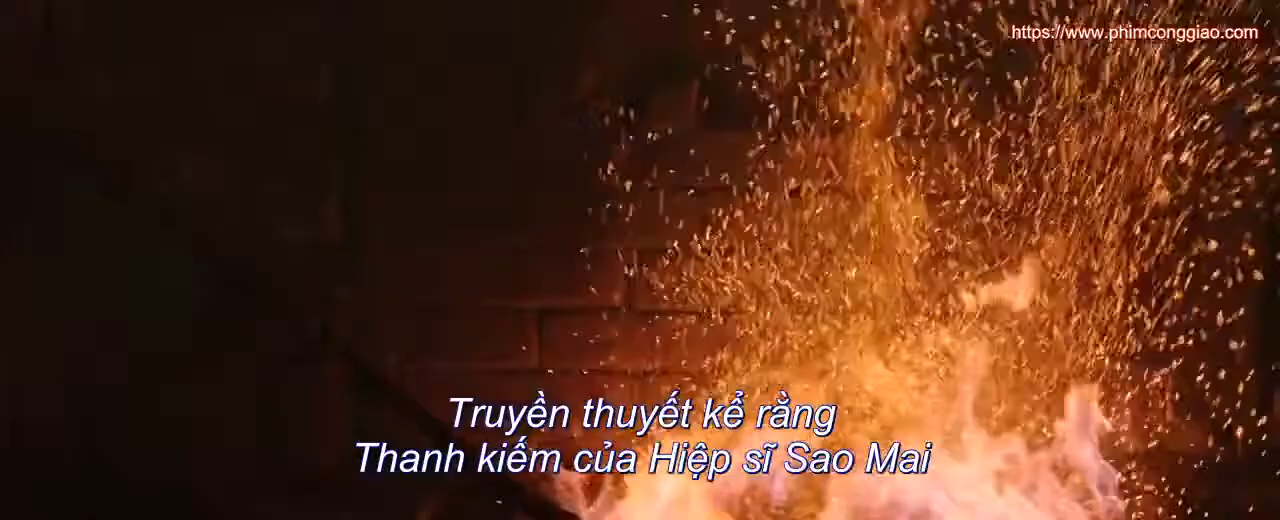 https://www.phimconggiao.com
Truyền thuyết kể rằng
Thanh kiếm của Hiệp sĩ Sao Mai